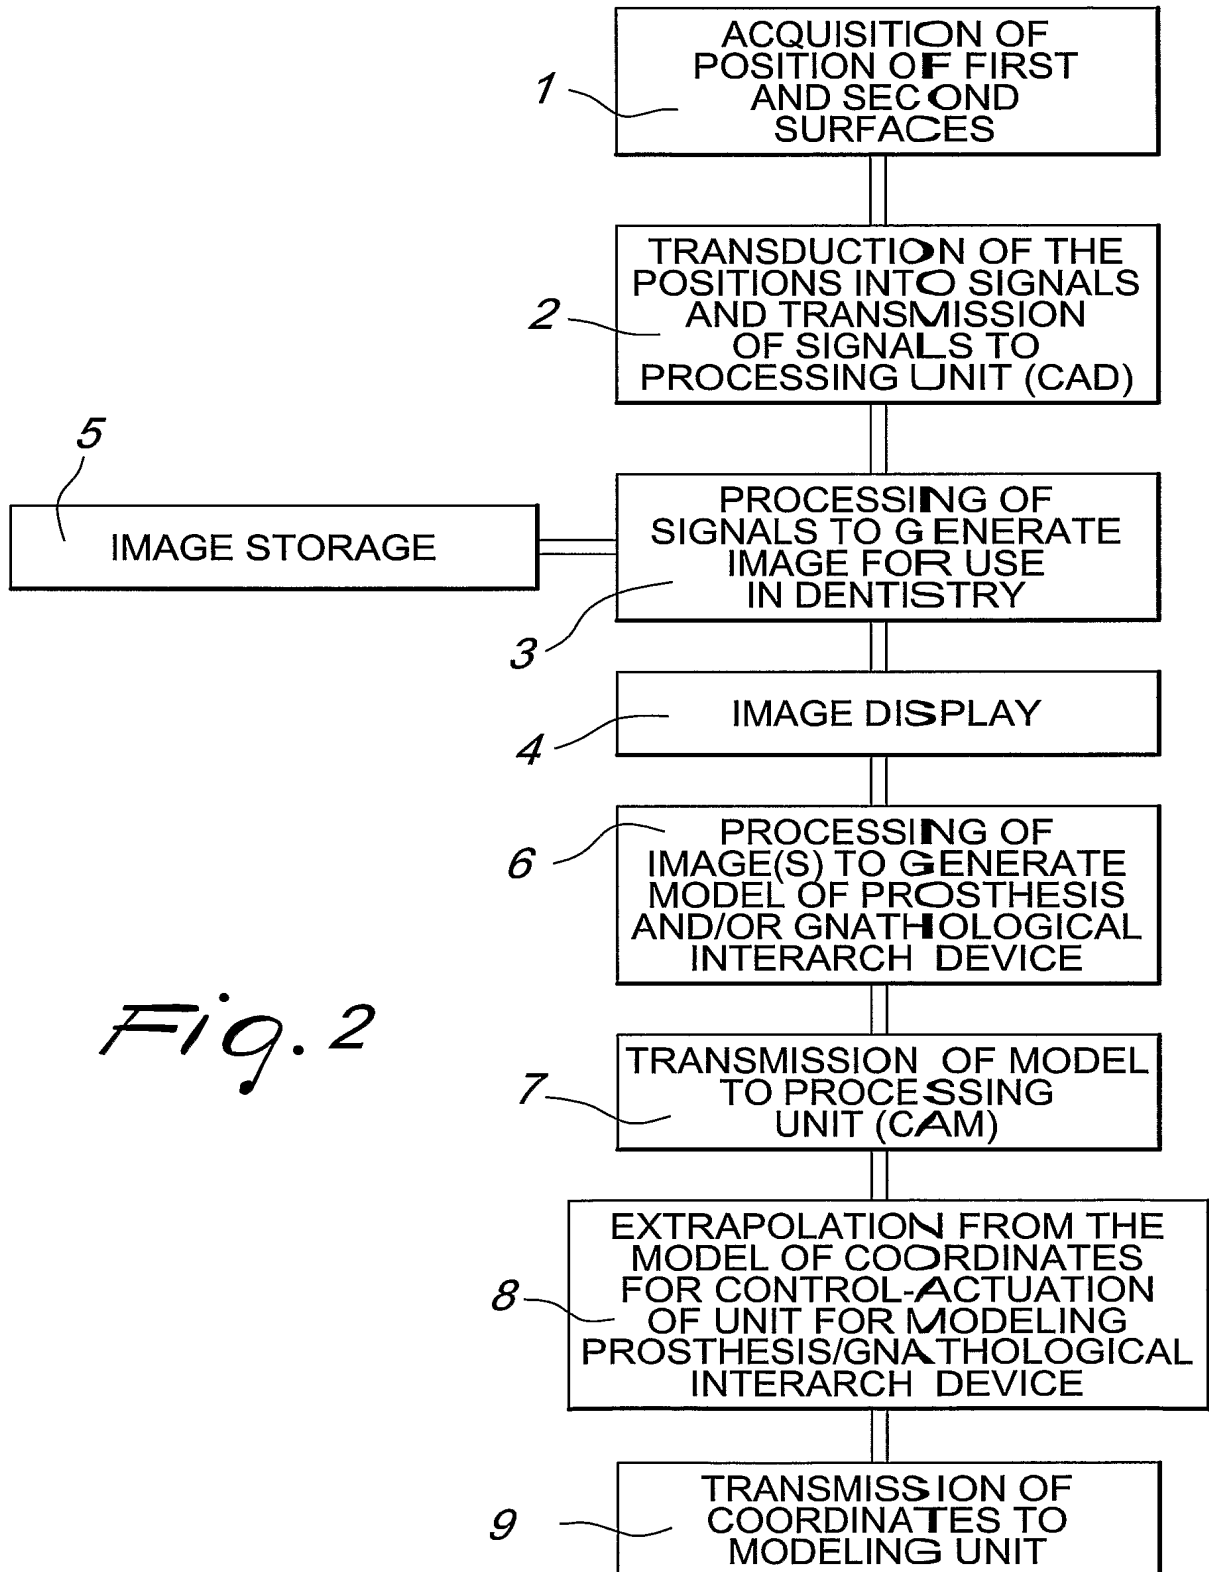 1
ACQUISITION OF
POSITION OF FIRST
AND SECOND
SURFACES
2
TRANSDUCTION OF THE
POSITIONS INTO SIGNALS
AND TRANSMISSION
OF SIGNALS TO
PROCESSING UNIT (CAD)
5
IMAGE STORAGE
3
PROCESSING OF
SIGNALS TO GENERATE
IMAGE FOR USE
IN DENTISTRY
4
IMAGE DISPLAY
6
PROCESSING OF
IMAGE(S) TO GENERATE
MODEL OF PROSTHESIS
AND/OR GNATHOLOGICAL
INTERARCH DEVICE
Fig. 2
7
TRANSMISSION OF MODEL
TO PROCESSING
UNIT (CAM)
8
EXTRAPOLATION FROM THE
MODEL OF COORDINATES
FOR CONTROL-ACTUATION
OF UNIT FOR MODELING
PROSTHESIS/GNATHOLOGICAL
INTERARCH DEVICE
9
TRANSMISSION OF
COORDINATES TO
MODELING UNIT